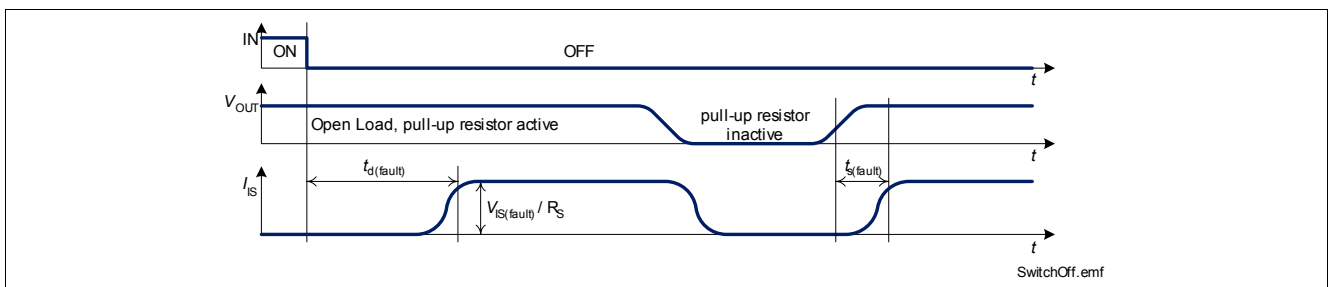 IN
ON
OFF
t
VOUT
Open Load, pull-up resistor active
pull-up resistor
inactive
t
IIS
td(fault)
VIS(fault) / RS
ts(fault)
t
SwitchOff.emf